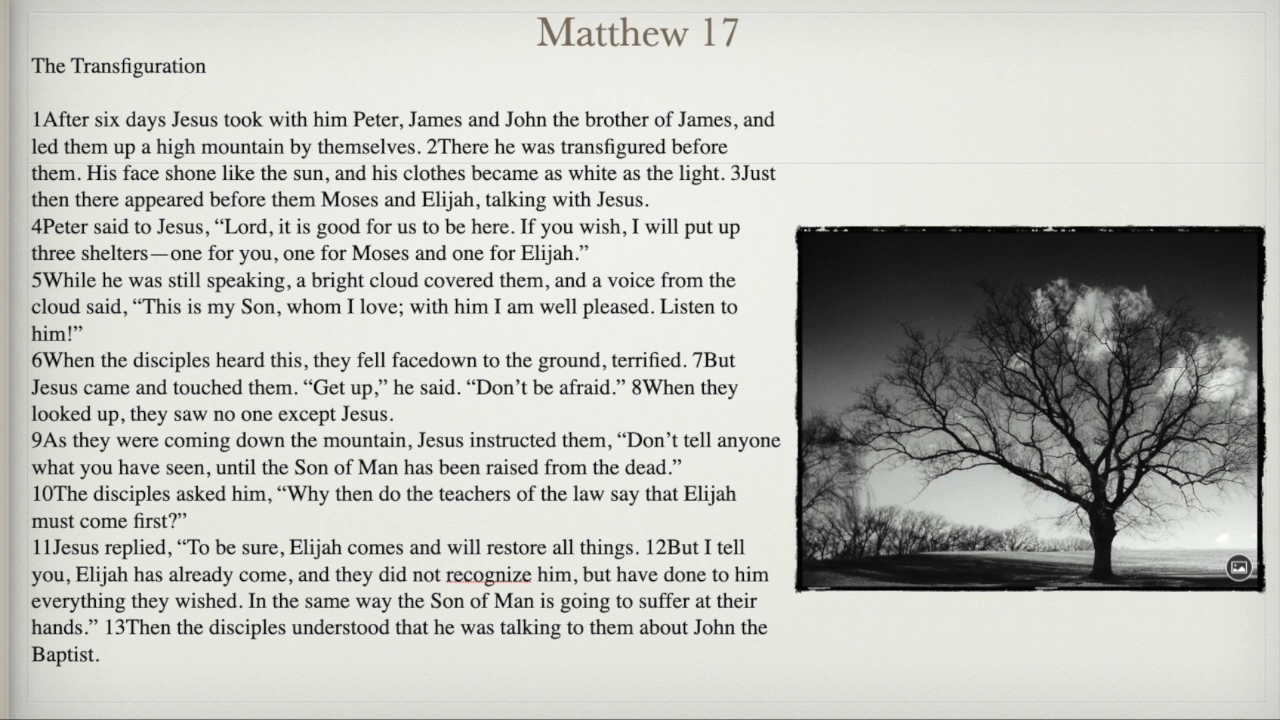 Matthew 17
The Transfiguration
1After six days Jesus took with him Peter, James and John the brother of James, and
led them up a high mountain by themselves. 2There he was transfigured before
them. His face shone like the sun, and his clothes became as white as the light. 3Just
then there appeared before them Moses and Elijah, talking with Jesus.
4Peter said to Jesus, “Lord, it is good for us to be here. If you wish, I will put up
three shelters—one for you, one for Moses and one for Elijah.”
5While he was still speaking, a bright cloud covered them, and a voice from the
cloud said, “This is my Son, whom I love; with him I am well pleased. Listen to
him!”
6When the disciples heard this, they fell facedown to the ground, terrified. 7But
Jesus came and touched them. “Get up,” he said. “Don’t be afraid.” 8When they
looked up, they saw no one except Jesus.
9As they were coming down the mountain, Jesus instructed them, “Don’t tell anyone
what you have seen, until the Son of Man has been raised from the dead.”
10The disciples asked him, “Why then do the teachers of the law say that Elijah
must come first?”
11Jesus replied, “To be sure, Elijah comes and will restore all things. 12But I tell
you, Elijah has already come, and they did not recognize him, but have done to him
everything they wished. In the same way the Son of Man is going to suffer at their
hands.” 13Then the disciples understood that he was talking to them about John the
Baptist.